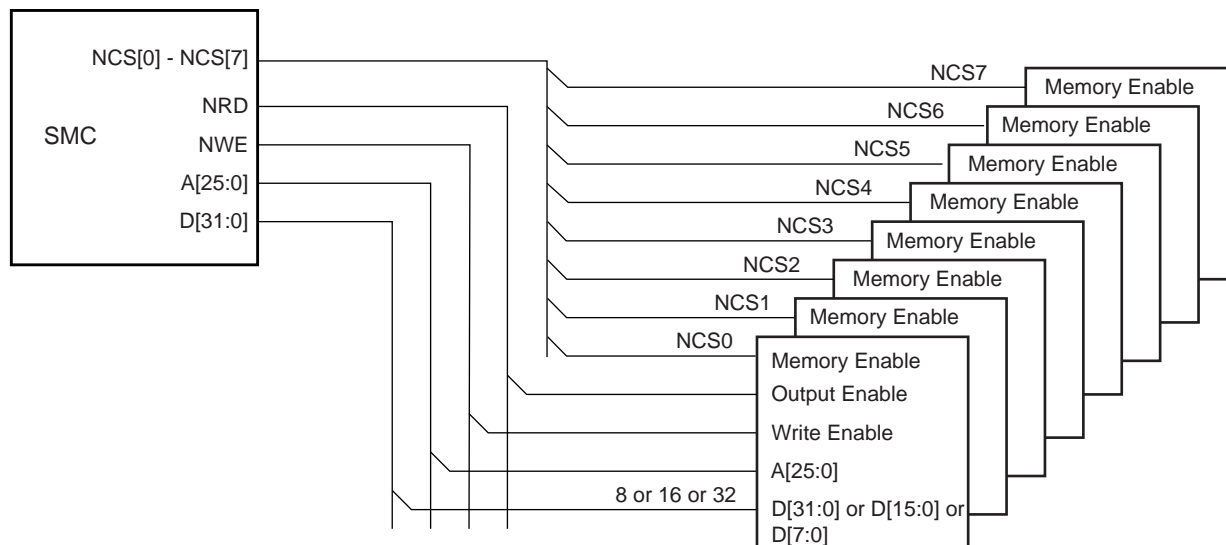 NCS[0] - NCS[7]
NRD
SMC
NWE
A[25:0]
D[31:0]
NCS7
Memory Enable
NCS6
Memory Enable
NCS5
Memory Enable
NCS4
Memory Enable
NCS3
Memory Enable
NCS2
Memory Enable
NCS1
Memory Enable
NCS0
Memory Enable
Output Enable
Write Enable
A[25:0]
8 or 16 or 32
D[31:0] or D[15:0] or
D[7:0]